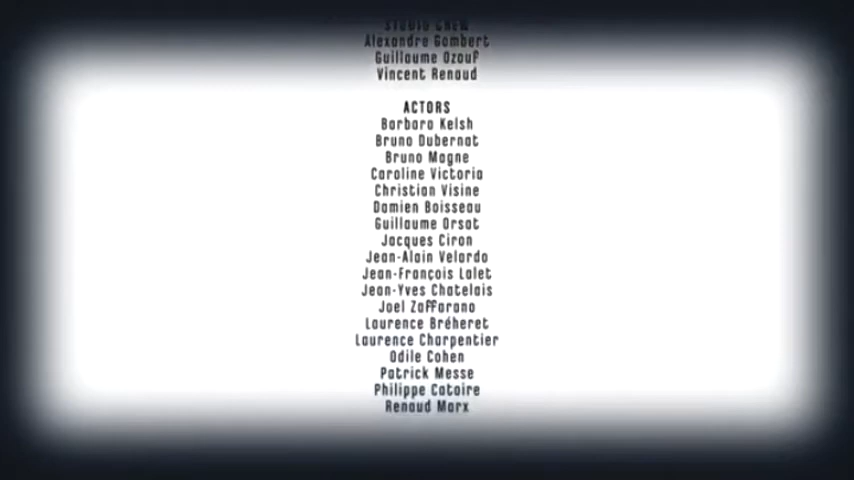 STUDIO CREW
Alexandre Gombert
Guillaume Ozouf
Vincent Renaud
ACTORS
Barbara Kelsh
Bruno Dubernat
Bruno Magne
Caroline Victoria
Christian Visine
Damien Boisseau
Guillaume Orsat
Jacques Ciron
Jean-Alain Velardo
Jean-François Lalet
Jean-Yves Chatelais
Joel Zaffarano
Laurence Bréheret
Laurence Charpentier
Odile Cohen
Patrick Messe
Philippe Catoire
Renaud Marx